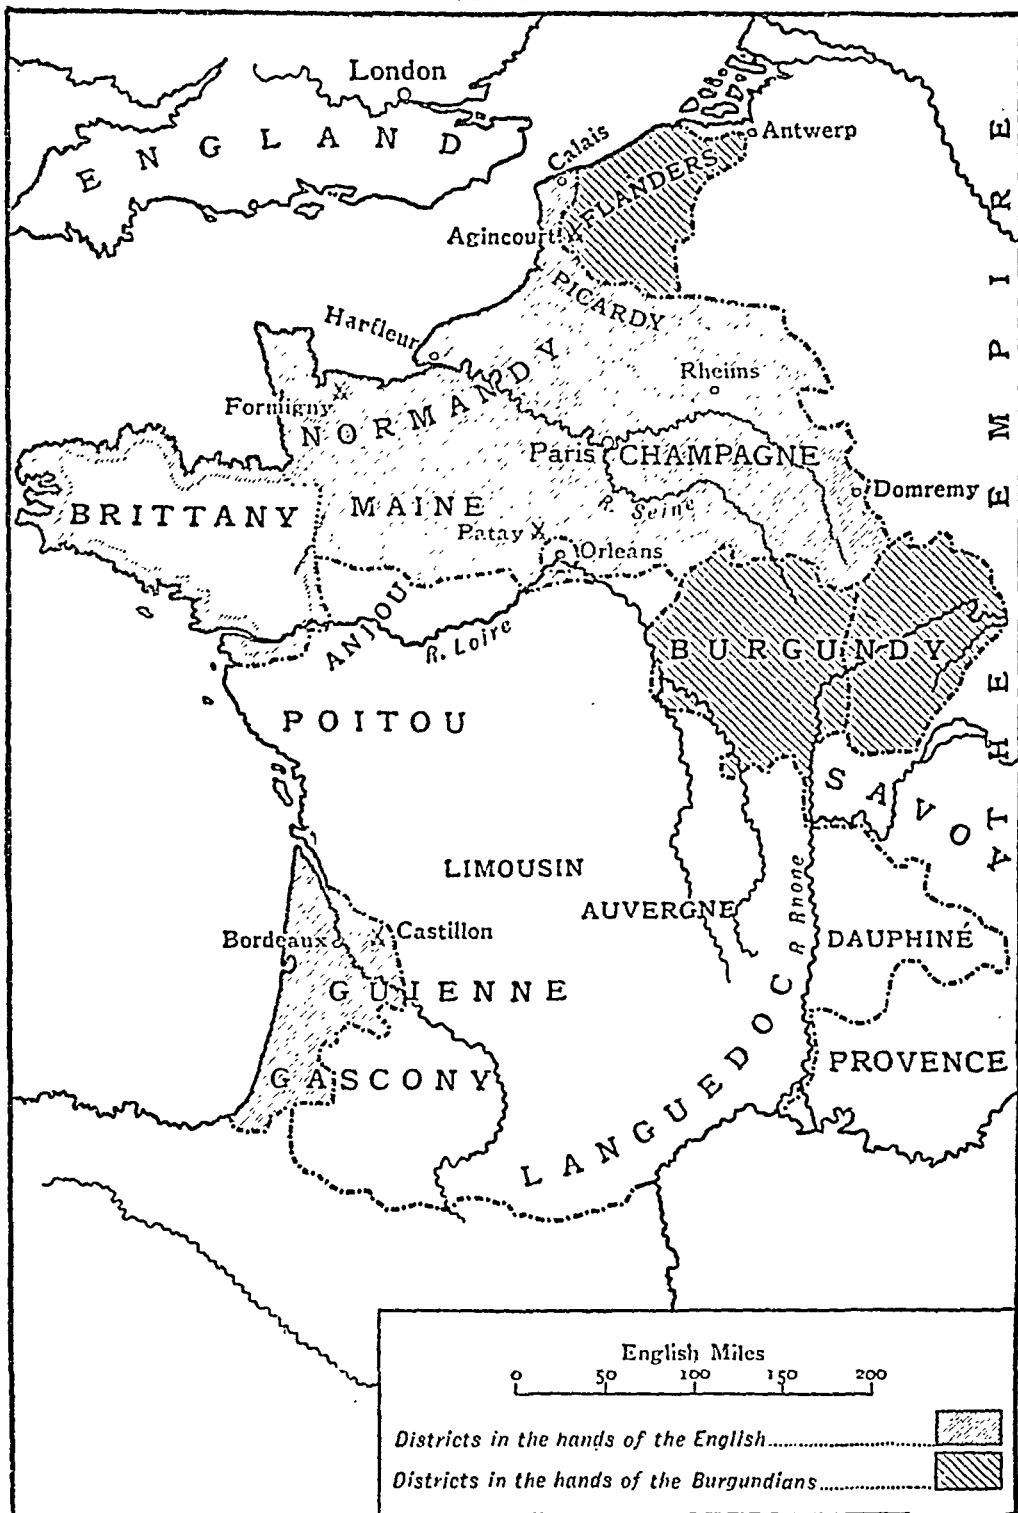 London
ENGLAND
Antwerp
Calais
FLANDERS
Agincourt
PICARDY
Harfleur
Rheims
Formigny
NORMANDY
Paris
CHAMPAGNE
Domremy
BRITTANY
MAINE
R. Seine
Patay
Orleans
ANJOU
R. Loire
BURGUNDY
THE EMPIRE
POITOU
SAVOY
LIMOUSIN
AUVERGNE
R Rhone
DAUPHINÉ
Bordeaux
Castillon
GUIENNE
GASCONY
LANGUEDOC
PROVENCE
English Miles
0 50 100 150 200
Districts in the hands of the English
Districts in the hands of the Burgundians